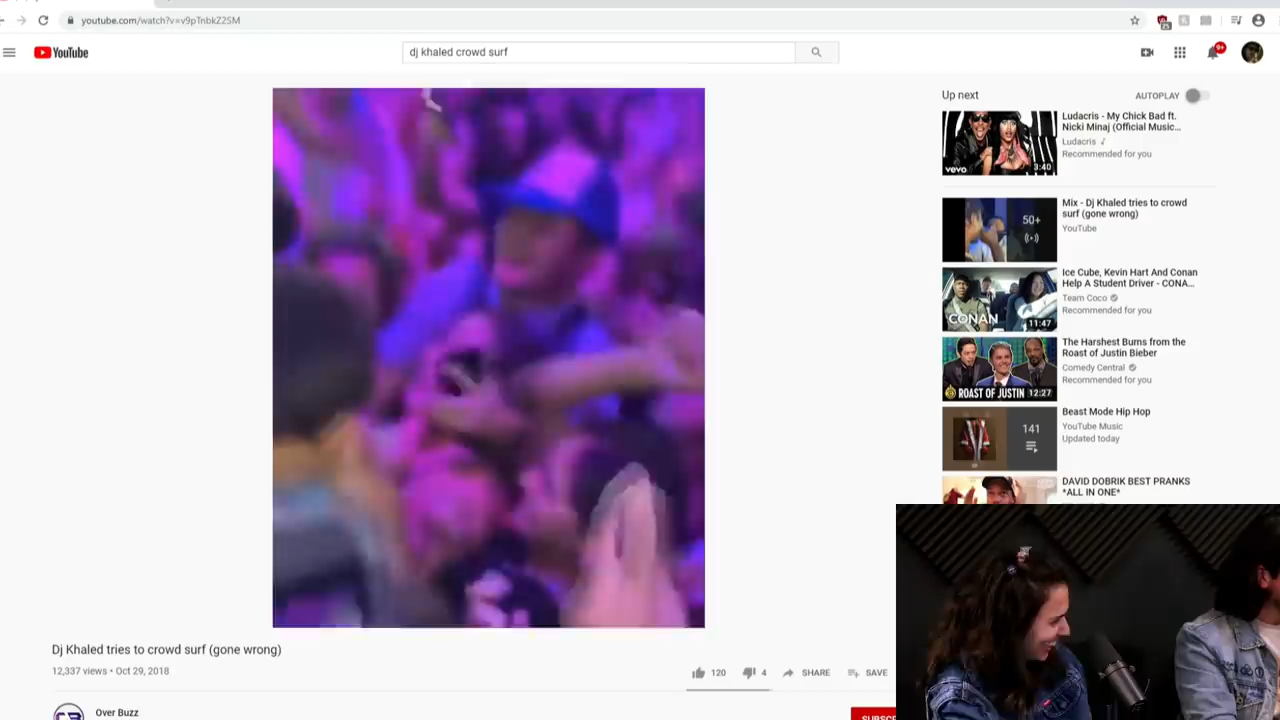 youtube.com/watch?v=v9pTnbkZ2SM
25
YouTube
dj khaled crowd surf
9+
Up next
AUTOPLAY
Ludacris - My Chick Bad ft.
Nicki Minaj (Official Music...
Ludacris
Recommended for you
vevo
3:40
Mix - Dj Khaled tries to crowd
surf (gone wrong)
YouTube
50+
Ice Cube, Kevin Hart And Conan
Help A Student Driver - CONA...
Team Coco
Recommended for you
CONAN
11:47
The Harshest Burns from the
Roast of Justin Bieber
Comedy Central
Recommended for you
ROAST OF JUSTIN
12:27
Beast Mode Hip Hop
YouTube Music
Updated today
141
DAVID DOBRIK BEST PRANKS
*ALL IN ONE*
Dj Khaled tries to crowd surf (gone wrong)
12,337 views • Oct 29, 2018
120
4
SHARE
SAVE
Over Buzz